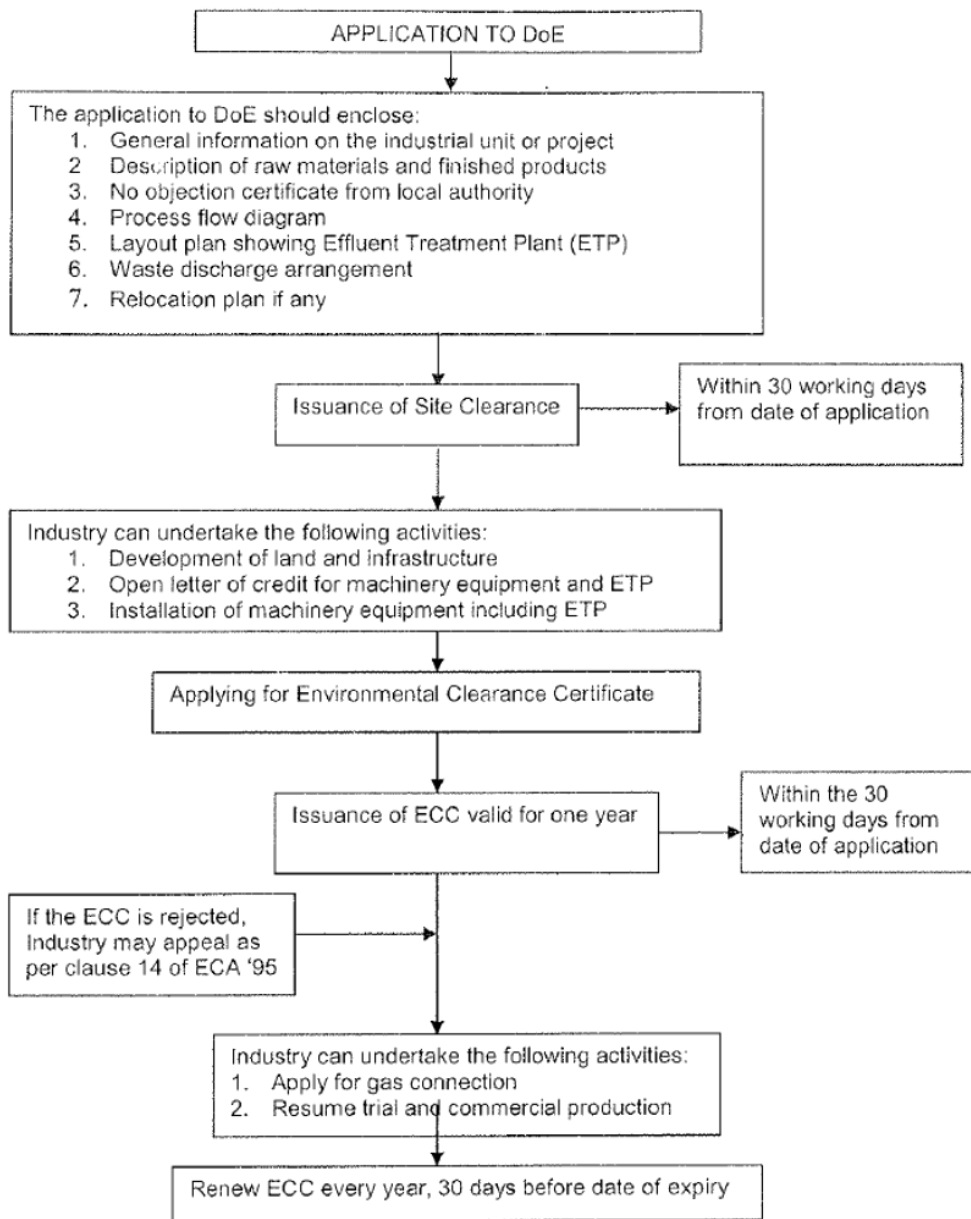 APPLICATION TO DoE
The application to DoE should enclose:
1. General information on the industrial unit or project
2 Description of raw materials and finished products
3. No objection certificate from local authority
4. Process flow diagram
5. Layout plan showing Effluent Treatment Plant (ETP)
6. Waste discharge arrangement
7. Relocation plan if any
Issuance of Site Clearance
Within 30 working days
from date of application
Industry can undertake the following activities:
1. Development of land and infrastructure
2. Open letter of credit for machinery equipment and ETP
3. Installation of machinery equipment including ETP
Applying for Environmental Clearance Certificate
Issuance of ECC valid for one year
Within the 30
working days from
date of application
If the ECC is rejected,
Industry may appeal as
per clause 14 of ECA '95
Industry can undertake the following activities:
1. Apply for gas connection
2. Resume trial and commercial production
Renew ECC every year, 30 days before date of expiry